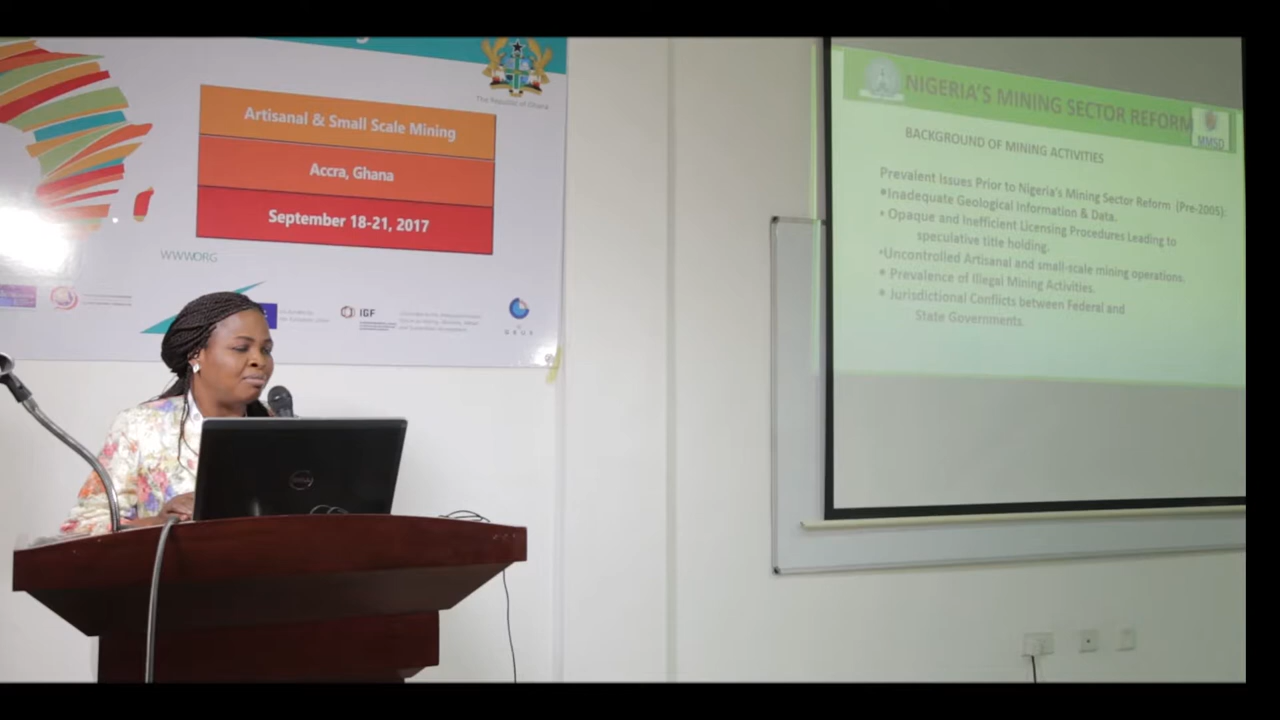 The Republic of Ghana
Artisanal & Small Scale Mining
Accra, Ghana
September 18-21, 2017
WWW.ORG
IGF
DELL
NIGERIA'S MINING SECTOR REFORM
MMSD
BACKGROUND OF MINING ACTIVITIES
Prevalent Issues Prior to Nigeria's Mining Sector Reform (Pre-2005):
•Inadequate Geological Information & Data.
• Opaque and Inefficient Licensing Procedures Leading to
speculative title holding.
•Uncontrolled Artisanal and small-scale mining operations.
• Prevalence of Illegal Mining Activities.
• Jurisdictional Conflicts between Federal and
State Governments